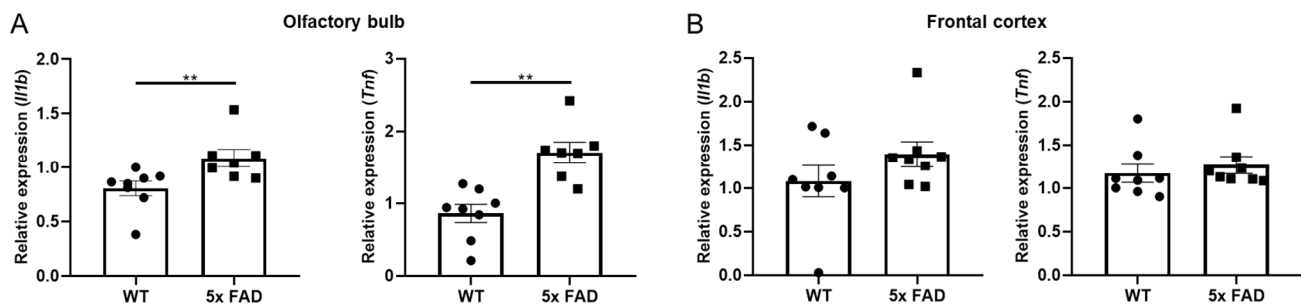 A
Olfactory bulb
Relative expression (Il1b)
2.0
1.5
1.0
0.5
0.0
**
WT
5x FAD
Relative expression (Tnf)
3
2
1
0
**
WT
5x FAD
B
Frontal cortex
Relative expression (Il1b)
2.5
2.0
1.5
1.0
0.5
0.0
WT
5x FAD
Relative expression (Tnf)
2.5
2.0
1.5
1.0
0.5
0.0
WT
5x FAD